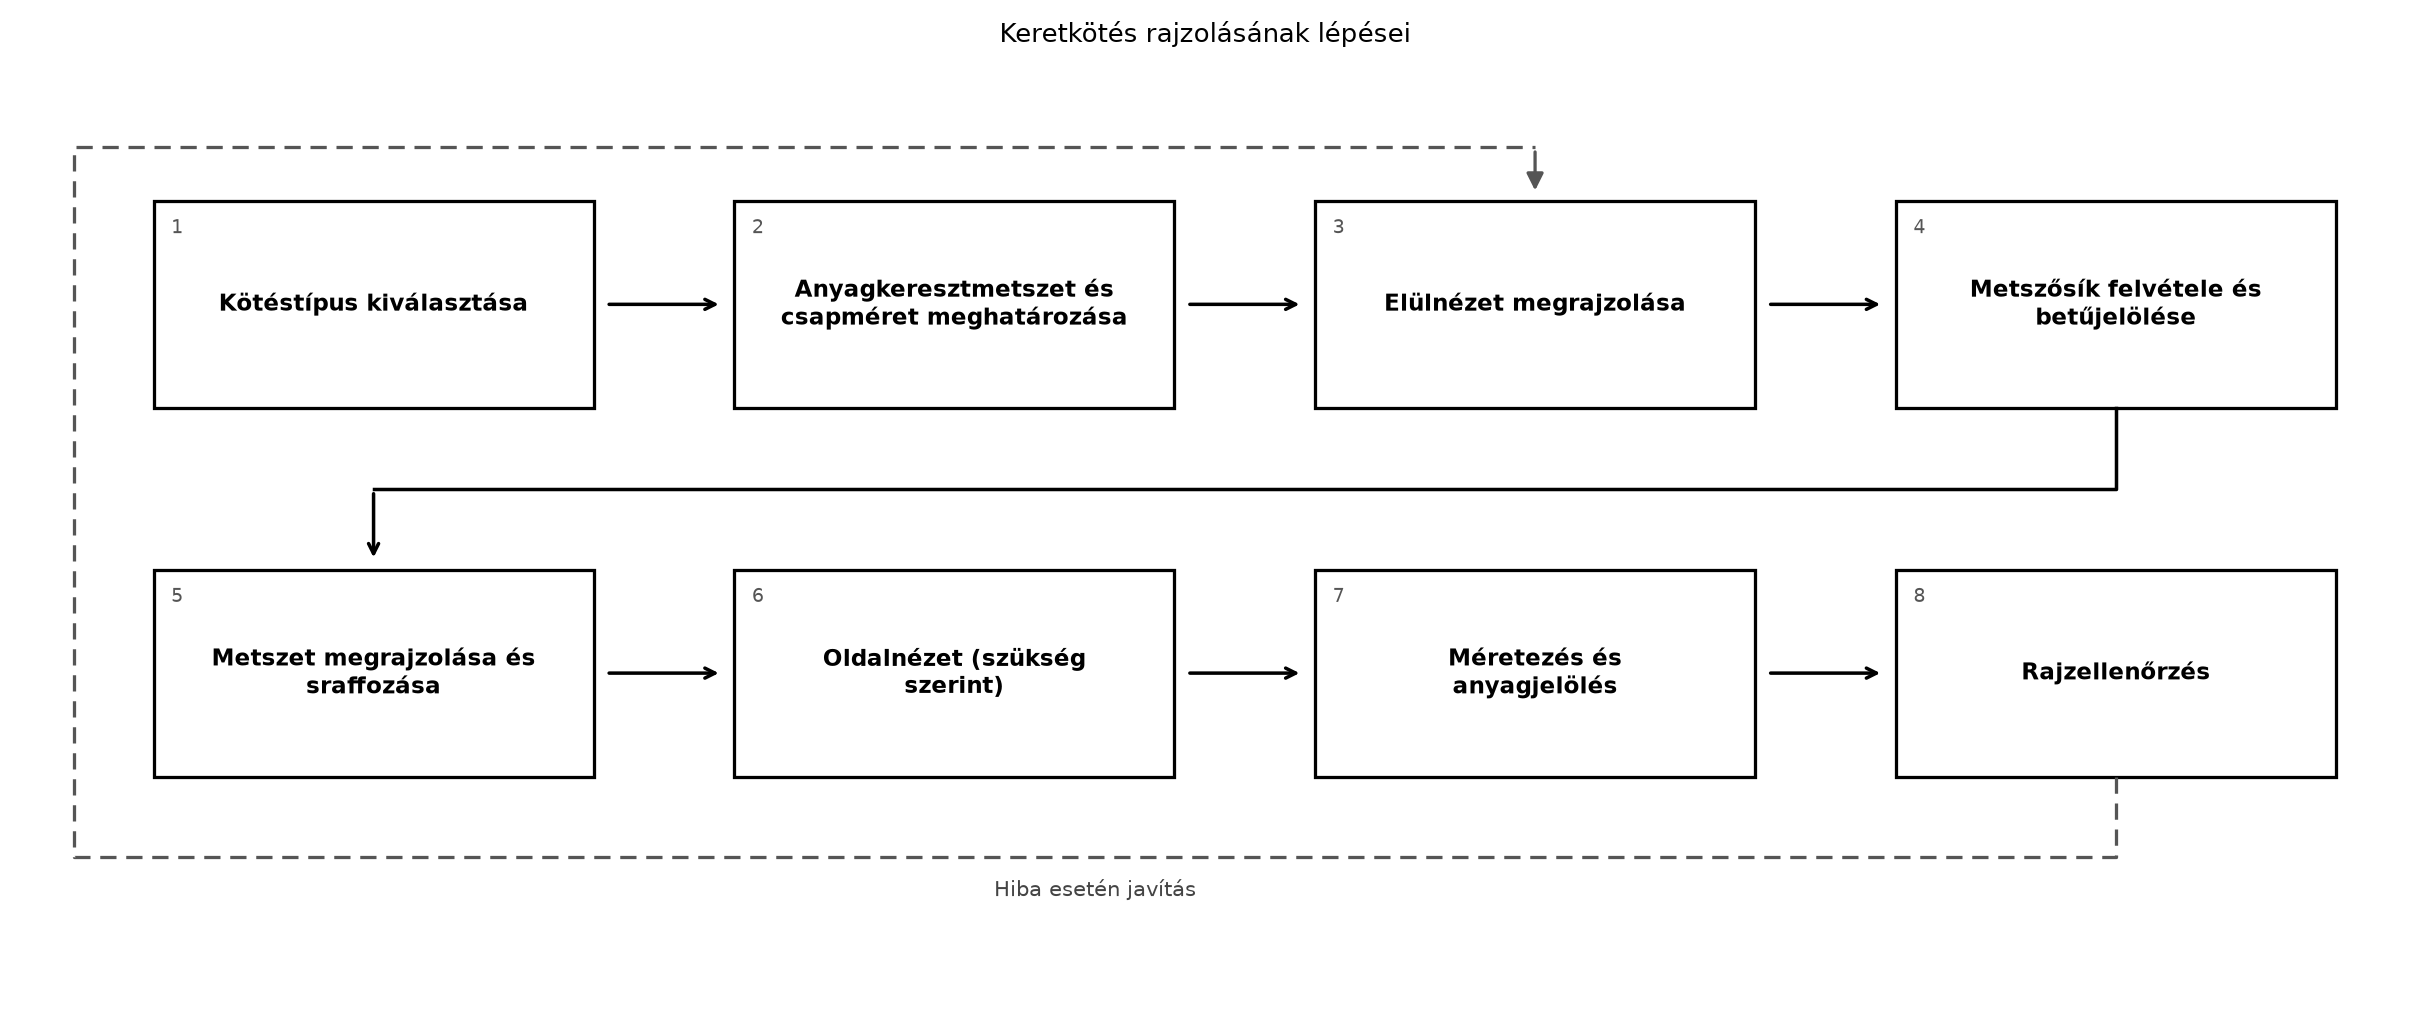 Keretkötés rajzolásának lépései
1
Kötéstípus kiválasztása
2
Anyagkeresztmetszet és
csapméret meghatározása
3
Elülnézet megrajzolása
4
Metszősík felvétele és
betűjelölése
5
Metszet megrajzolása és
sraffozása
6
Oldalnézet (szükség
szerint)
7
Méretezés és
anyagjelölés
8
Rajzellenőrzés
Hiba esetén javítás